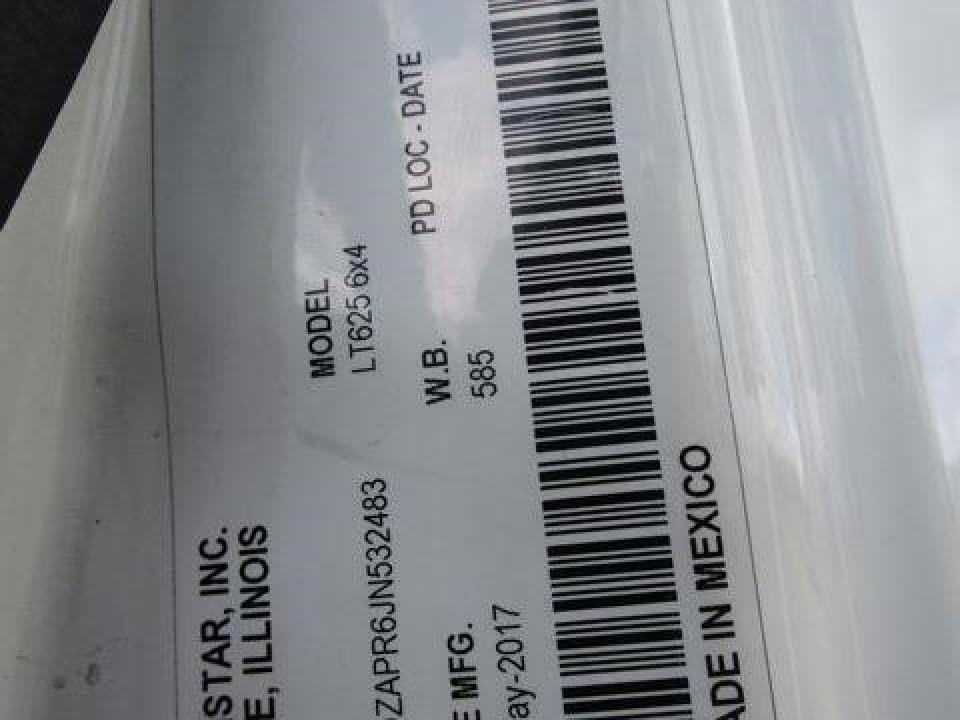 STAR, INC.
E, ILLINOIS
MODEL
ZAPR6JN532483 LT625 6x4
E MFG. W.B. PD LOC - DATE
ay-2017 585
ADE IN MEXICO